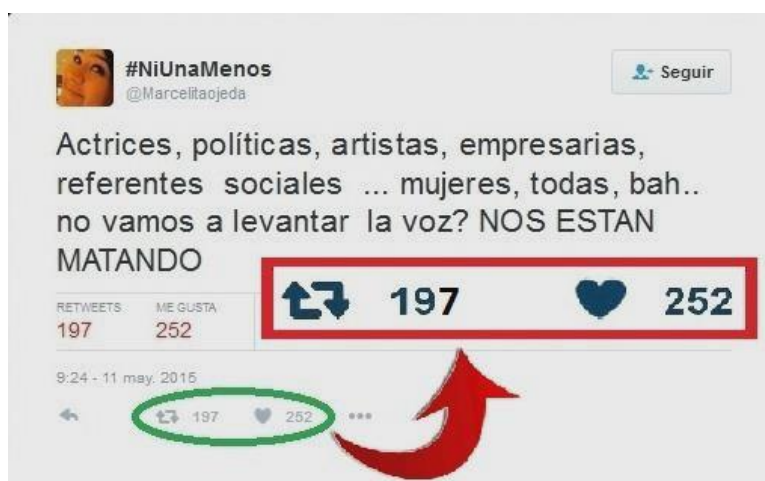 #NiUnaMenos
@Marcelitaojeda
Seguir
Actrices, políticas, artistas, empresarias,
referentes sociales ... mujeres, todas, bah..
no vamos a levantar la voz? NOS ESTAN
MATANDO
197 252
RETWEETS ME GUSTA
197 252
9:24 - 11 may. 2015
197 252